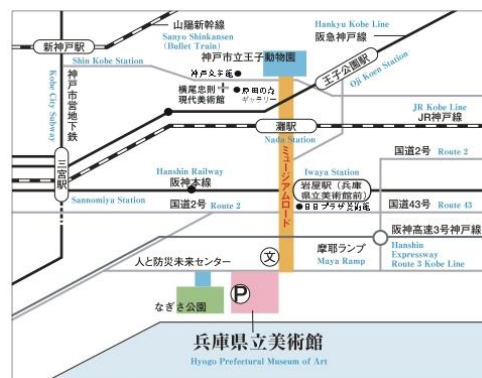 山陽新幹線
Sanyo Shinkansen
(Bullet Train)
Hankyu Kobe Line
阪急神戸線
新神戸駅
Shin Kobe Station
神戸市立王子動物園
神戸文学館
王子公園駅
Oji Koen Station
横尾忠則
現代美術館
原田の森
ギャラリー
神戸市営地下鉄
Kobe City Subway
JR Kobe Line
JR神戸線
灘駅
Nada Station
ミュージアムロード
三宮駅
Sannomiya Station
Hanshin Railway
阪神本線
Iwaya Station
岩屋駅（兵庫
県立美術館前）
国道2号 Route 2
国道2号 Route 2
BBプラザ美術館
国道43号 Route 43
阪神高速3号神戸線
Hanshin
Expressway
Route 3 Kobe Line
摩耶ランプ
Maya Ramp
文
人と防災未来センター
P
なぎさ公園
兵庫県立美術館
Hyogo Prefectural Museum of Art